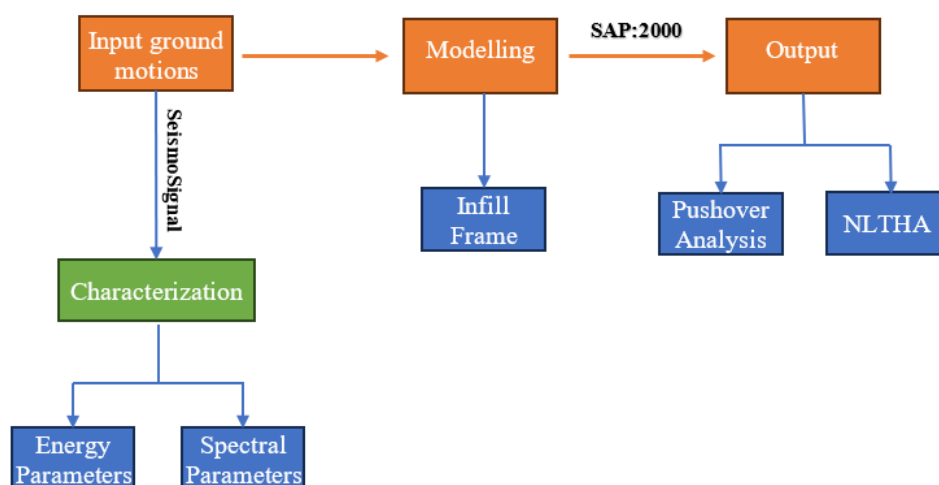 Input ground
motions
Modelling
SAP:2000
Output
SeismoSignal
Infill
Frame
Pushover
Analysis
NLTHA
Characterization
Energy
Parameters
Spectral
Parameters